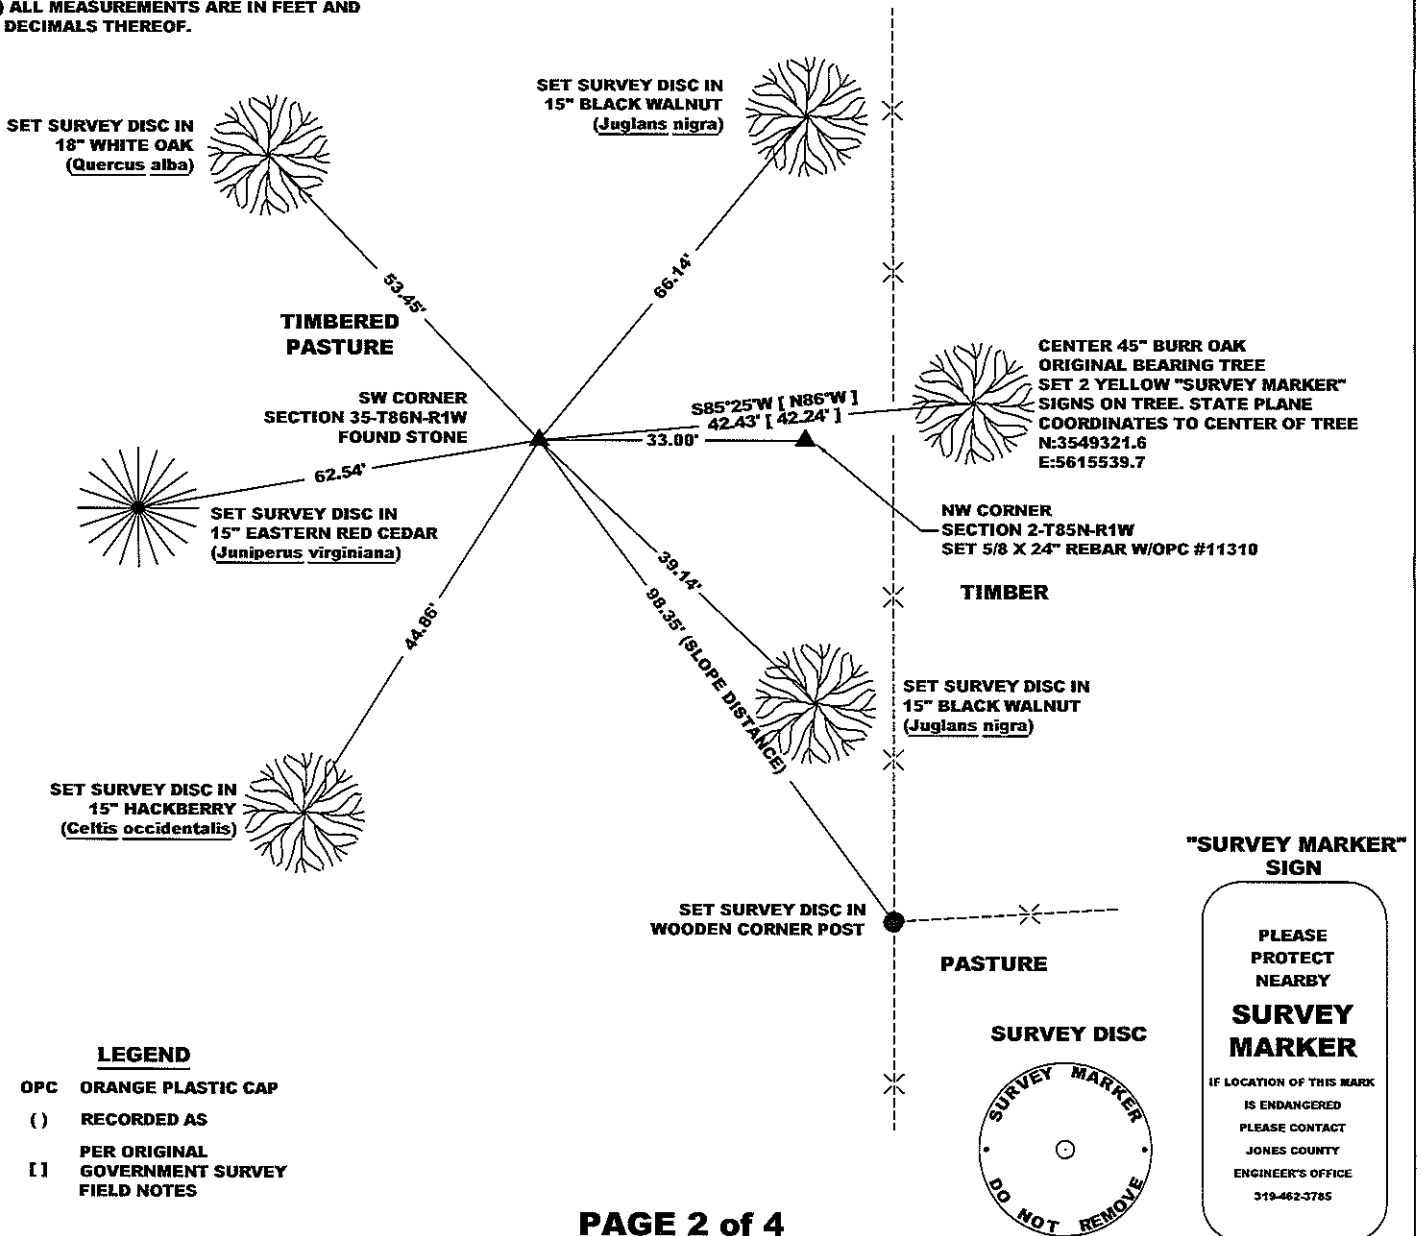 ) ALL MEASUREMENTS ARE IN FEET AND
DECIMALS THEREOF.
SET SURVEY DISC IN
18" WHITE OAK
(Quercus alba)
SET SURVEY DISC IN
15" BLACK WALNUT
(Juglans nigra)
53.45'
66.14'
TIMBERED
PASTURE
SW CORNER
SECTION 35-T86N-R1W
FOUND STONE
S85°25'W [ N86°W ]
42.43' [ 42.24' ]
33.00'
CENTER 45" BURR OAK
ORIGINAL BEARING TREE
SET 2 YELLOW "SURVEY MARKER"
SIGNS ON TREE. STATE PLANE
COORDINATES TO CENTER OF TREE
N:3549321.6
E:5615539.7
62.54'
SET SURVEY DISC IN
15" EASTERN RED CEDAR
(Juniperus virginiana)
NW CORNER
SECTION 2-T85N-R1W
SET 5/8 X 24" REBAR W/OPC #11310
39.14'
98.35' (SLOPE DISTANCE)
44.86'
TIMBER
SET SURVEY DISC IN
15" BLACK WALNUT
(Juglans nigra)
SET SURVEY DISC IN
15" HACKBERRY
(Celtis occidentalis)
SET SURVEY DISC IN
WOODEN CORNER POST
PASTURE
"SURVEY MARKER"
SIGN
PLEASE
PROTECT
NEARBY
SURVEY
MARKER
IF LOCATION OF THIS MARK
IS ENDANGERED
PLEASE CONTACT
JONES COUNTY
ENGINEER'S OFFICE
319-462-3785
SURVEY DISC
SURVEY MARKER
DO NOT REMOVE
LEGEND
OPC ORANGE PLASTIC CAP
( ) RECORDED AS
[ ] PER ORIGINAL
GOVERNMENT SURVEY
FIELD NOTES
PAGE 2 of 4